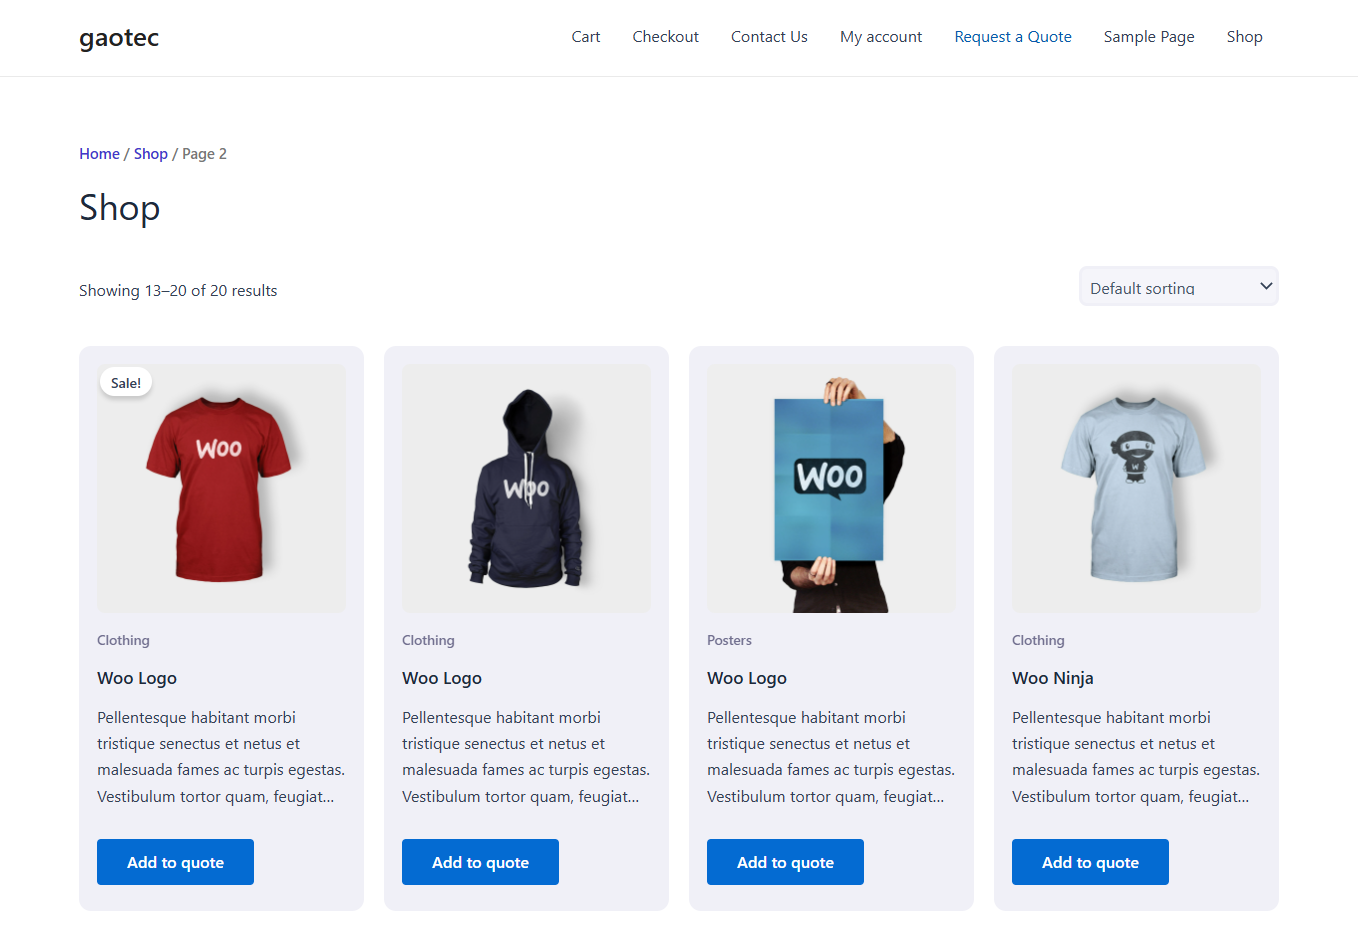 gaotec
Cart Checkout Contact Us My account Request a Quote Sample Page Shop
Home / Shop / Page 2
Shop
Showing 13–20 of 20 results
Default sorting
Sale!
WOO
WOO
WOO
W
Clothing
Woo Logo
Pellentesque habitant morbi
tristique senectus et netus et
malesuada fames ac turpis egestas.
Vestibulum tortor quam, feugiat...
Add to quote
Clothing
Woo Logo
Pellentesque habitant morbi
tristique senectus et netus et
malesuada fames ac turpis egestas.
Vestibulum tortor quam, feugiat...
Add to quote
Posters
Woo Logo
Pellentesque habitant morbi
tristique senectus et netus et
malesuada fames ac turpis egestas.
Vestibulum tortor quam, feugiat...
Add to quote
Clothing
Woo Ninja
Pellentesque habitant morbi
tristique senectus et netus et
malesuada fames ac turpis egestas.
Vestibulum tortor quam, feugiat...
Add to quote